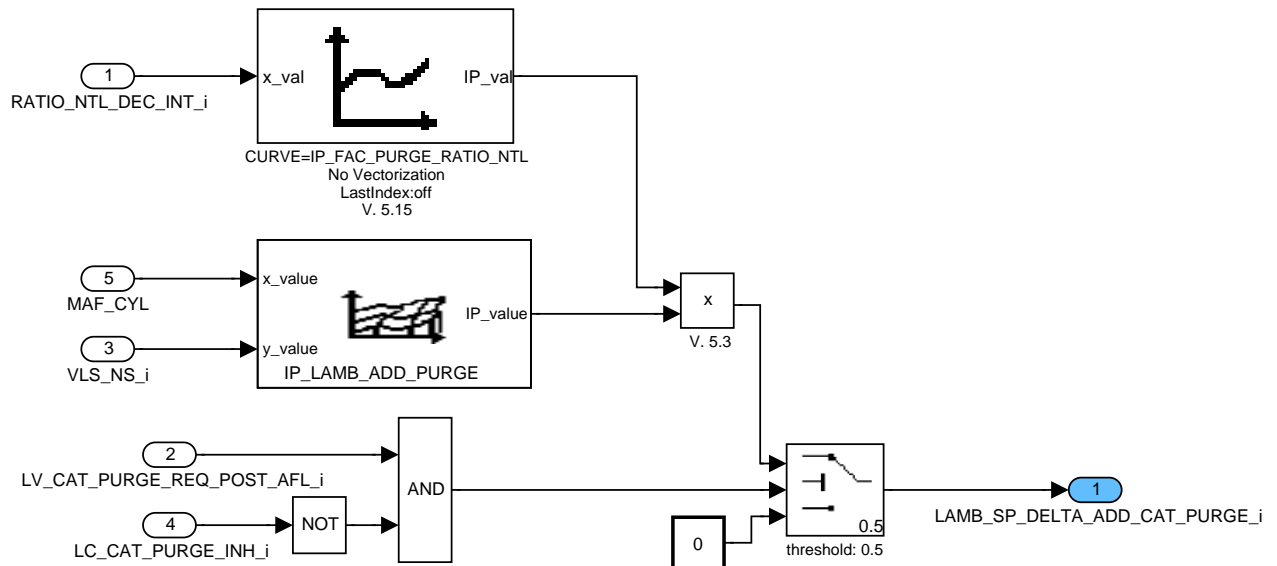 1
RATIO_NTL_DEC_INT_i
x_val
IP_val
CURVE=IP_FAC_PURGE_RATIO_NTL
No Vectorization
LastIndex:off
V. 5.15
5
MAF_CYL
3
VLS_NS_i
x_value
y_value
IP_value
IP_LAMB_ADD_PURGE
x
V. 5.3
2
LV_CAT_PURGE_REQ_POST_AFL_i
4
LC_CAT_PURGE_INH_i
NOT
AND
0
0.5
threshold: 0.5
1
LAMB_SP_DELTA_ADD_CAT_PURGE_i